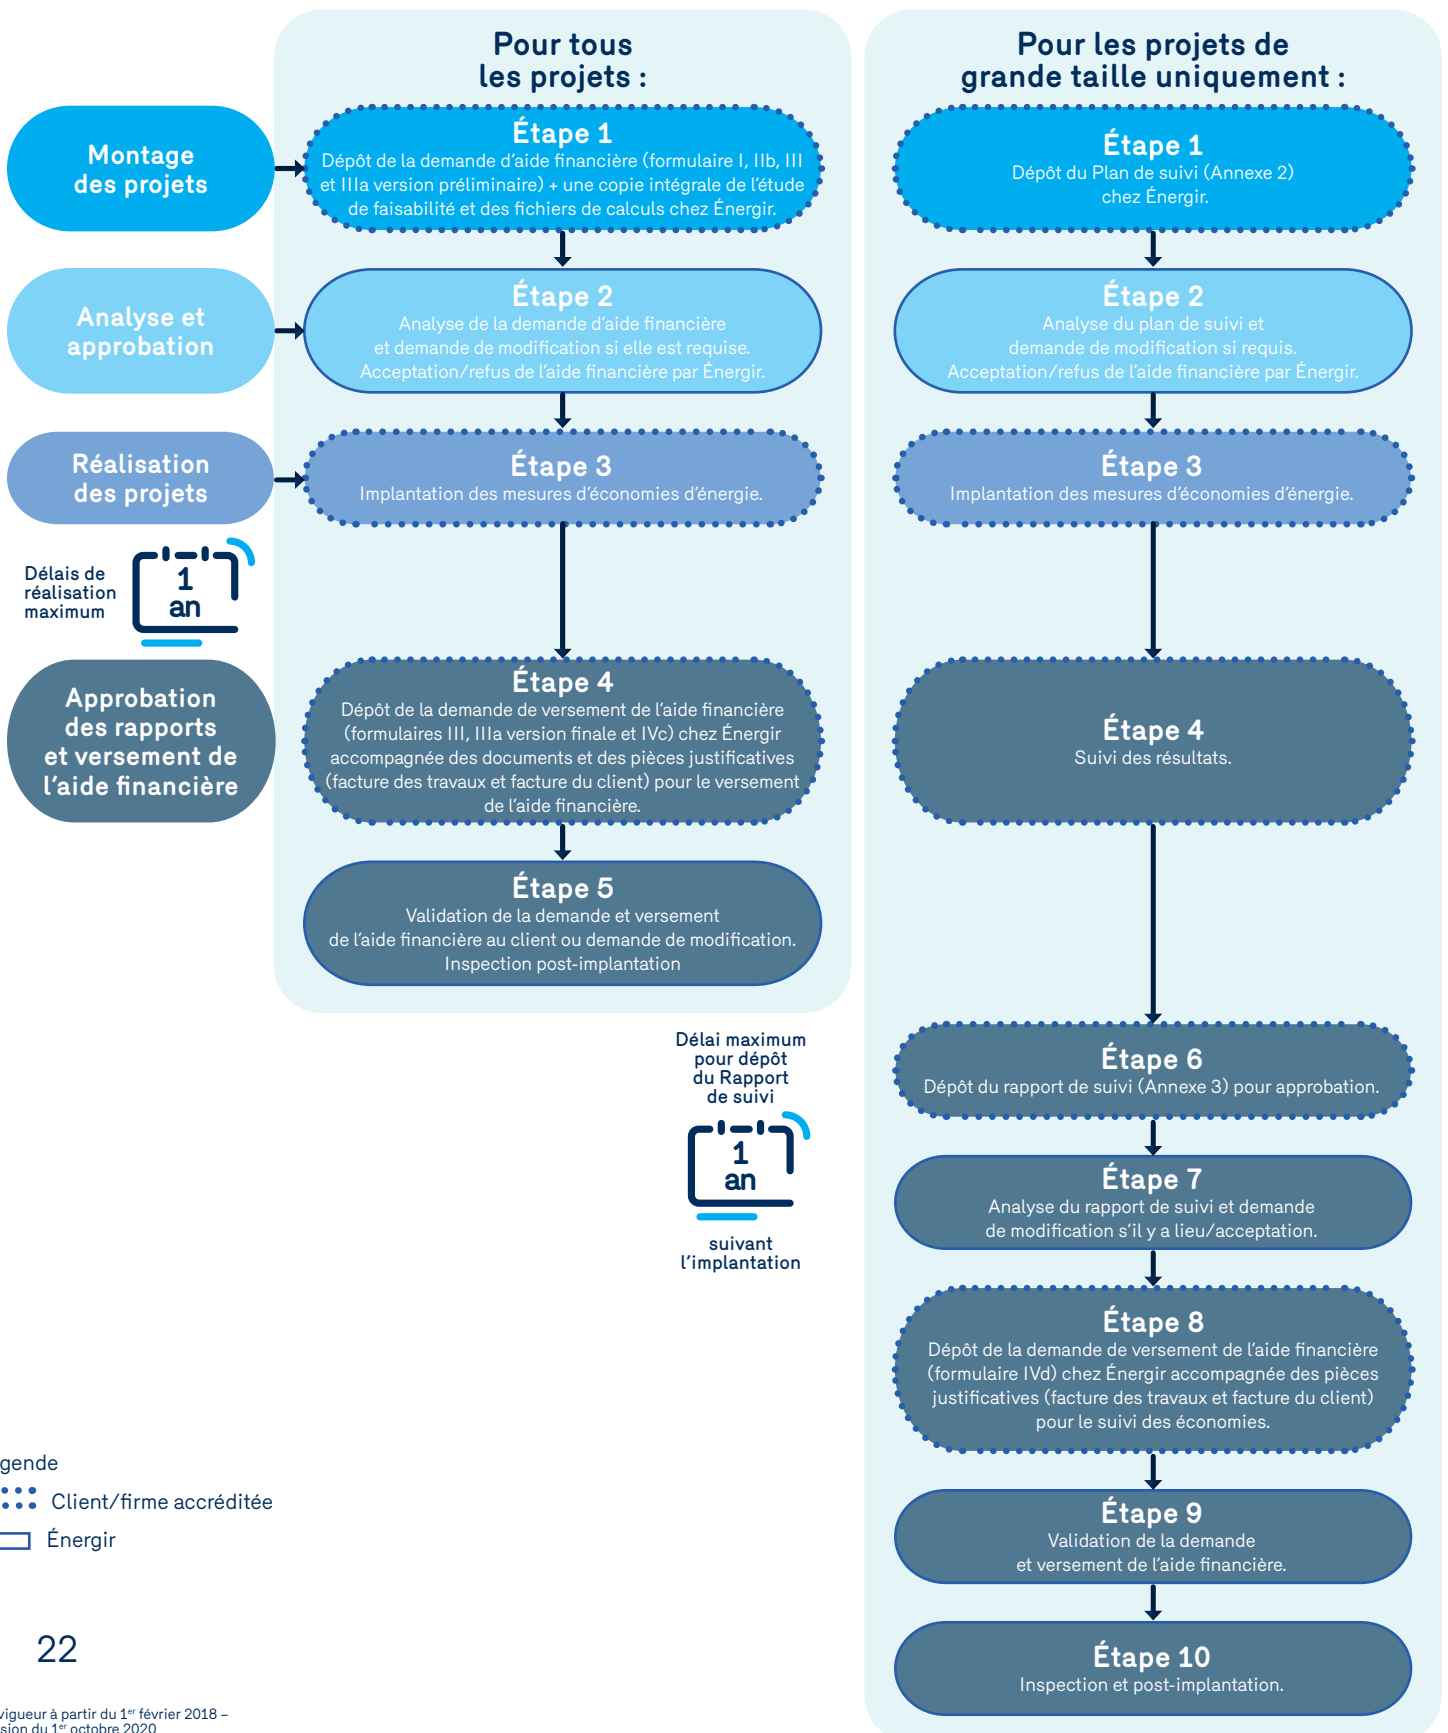 Pour tous
les projets :
Montage
des projets
Étape 1
Dépôt de la demande d'aide financière (formulaire I, IIb, III
et IIIa version préliminaire) + une copie intégrale de l'étude
de faisabilité et des fichiers de calculs chez Énergir.
Analyse et
approbation
Étape 2
Analyse de la demande d'aide financière
et demande de modification si elle est requise.
Acceptation/refus de l'aide financière par Énergir.
Réalisation
des projets
Étape 3
Implantation des mesures d'économies d'énergie.
Délais de
réalisation
maximum
1
an
Approbation
des rapports
et versement de
l'aide financière
Étape 4
Dépôt de la demande de versement de l'aide financière
(formulaires III, IIIa version finale et IVc) chez Énergir
accompagnée des documents et des pièces justificatives
(facture des travaux et facture du client) pour le versement
de l'aide financière.
Étape 5
Validation de la demande et versement
de l'aide financière au client ou demande de modification.
Inspection post-implantation
Pour les projets de
grande taille uniquement :
Étape 1
Dépôt du Plan de suivi (Annexe 2)
chez Énergir.
Étape 2
Analyse du plan de suivi et
demande de modification si requis.
Acceptation/refus de l'aide financière par Énergir.
Étape 3
Implantation des mesures d'économies d'énergie.
Étape 4
Suivi des résultats.
Délai maximum
pour dépôt
du Rapport
de suivi
1
an
suivant
l'implantation
Étape 6
Dépôt du rapport de suivi (Annexe 3) pour approbation.
Étape 7
Analyse du rapport de suivi et demande
de modification s'il y a lieu/acceptation.
Étape 8
Dépôt de la demande de versement de l'aide financière
(formulaire IVd) chez Énergir accompagnée des pièces
justificatives (facture des travaux et facture du client)
pour le suivi des économies.
Étape 9
Validation de la demande
et versement de l'aide financière.
Étape 10
Inspection et post-implantation.
gende
Client/firme accréditée
Énergir
22
vigueur à partir du 1er février 2018 –
sion du 1er octobre 2020